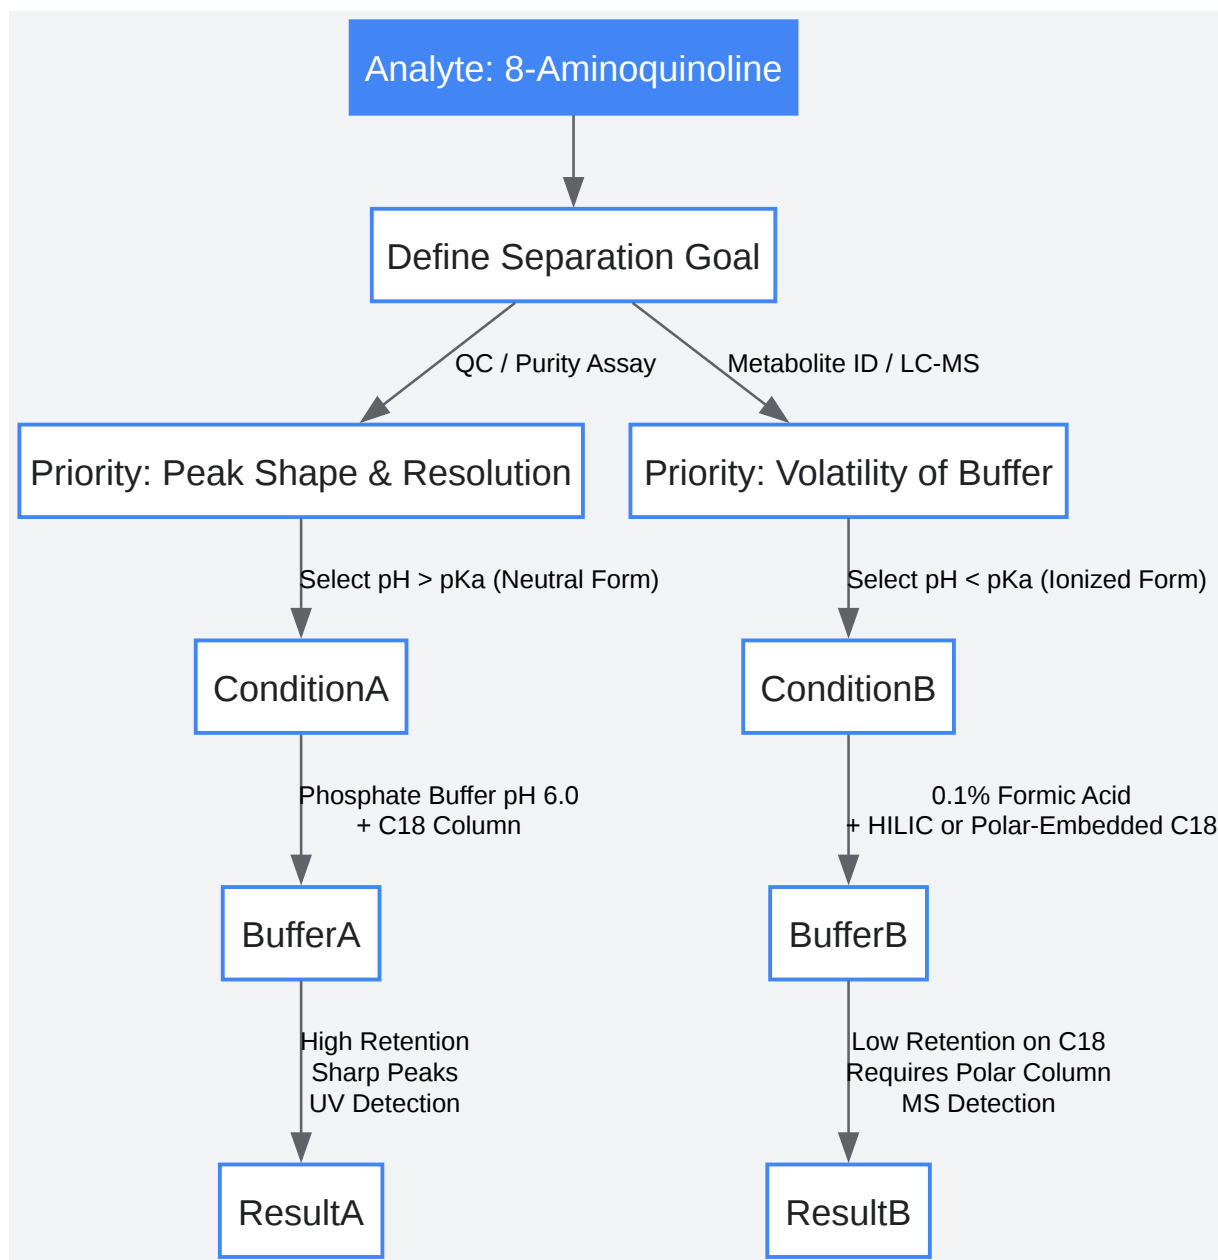 Analyte: 8-Aminoquinoline
Define Separation Goal
QC / Purity Assay
Metabolite ID / LC-MS
Priority: Peak Shape & Resolution
Priority: Volatility of Buffer
Select pH > pKa (Neutral Form)
Select pH < pKa (Ionized Form)
ConditionA
ConditionB
Phosphate Buffer pH 6.0
+ C18 Column
0.1% Formic Acid
+ HILIC or Polar-Embedded C18
BufferA
BufferB
High Retention
Sharp Peaks
UV Detection
Low Retention on C18
Requires Polar Column
MS Detection
ResultA
ResultB